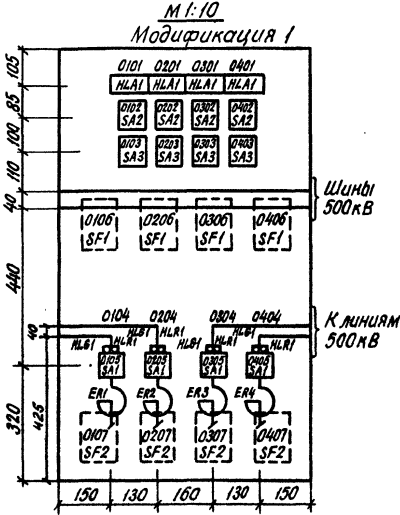 М 1:10
Модификация 1
0101 0201 0301 0401
HLA1 HLA1 HLA1 HLA1
0102 0202 0302 0402
SA2 SA2 SA2 SA2
0103 0203 0303 0403
SA3 SA3 SA3 SA3
Шины
500кВ
0106 0206 0306 0406
SF1 SF1 SF1 SF1
0104 0204 0304 0404
К линиям
500кВ
HLG1 HLR1 HLG1 HLR1 HLG1 HLR1 HLG1 HLR1
0105 0205 0305 0405
SA1 SA1 SA1 SA1
ER1 ER2 ER3 ER4
0107 0207 0307 0407
SF2 SF2 SF2 SF2
105
85
100
110
40
440
40
320
425
150 130 160 130 150